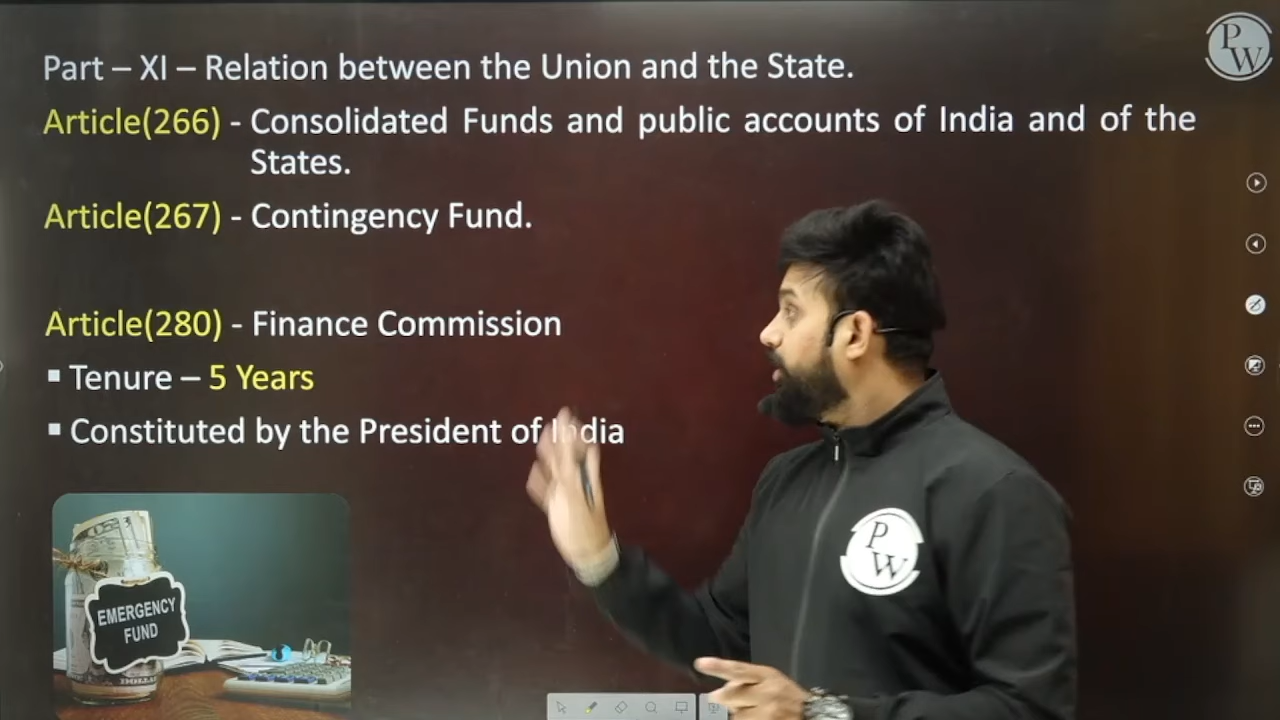 Part – XI – Relation between the Union and the State.
Article(266) - Consolidated Funds and public accounts of India and of the
States.
Article(267) - Contingency Fund.
Article(280) - Finance Commission
▪ Tenure – 5 Years
▪ Constituted by the President of India
EMERGENCY
FUND
P
W
P
W